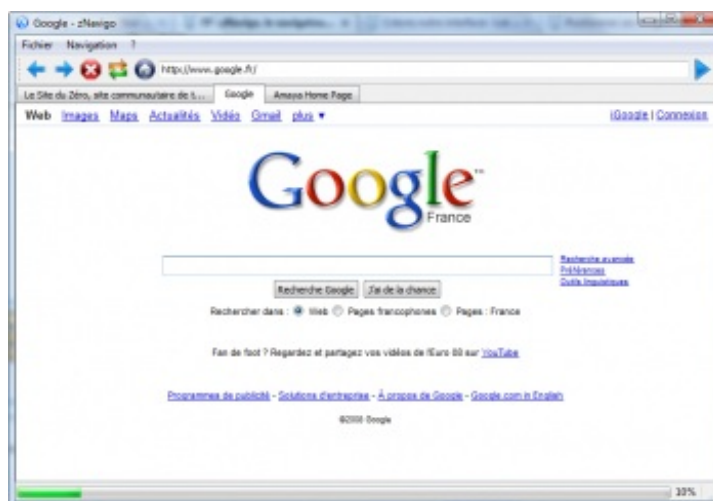 Google - zNavigo
Fichier Navigation ?
http://www.google.fr/
Le Site du Zéro, site communautaire de t... Google Amaya Home Page
Web Images Maps Actualités Vidéo Gmail plus ▼ iGoogle | Connexion
Google™
France
Recherche avancée
Préférences
Outils linguistiques
Recherche Google J'ai de la chance
Rechercher dans : Web Pages francophones Pages : France
Fan de foot ? Regardez et partagez vos vidéos de l'Euro 08 sur YouTube
Programmes de publicité - Solutions d'entreprise - À propos de Google - Google.com in English
©2008 Google
10%